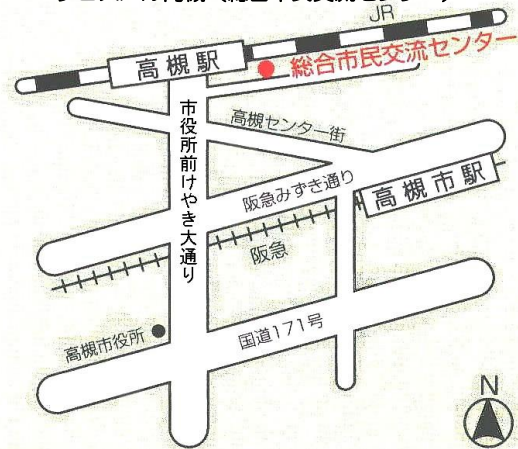 JR
高槻駅
総合市民交流センター
高槻センター街
市役所前けやき大通り
阪急みずき通り
高槻市駅
阪急
高槻市役所
国道171号
N